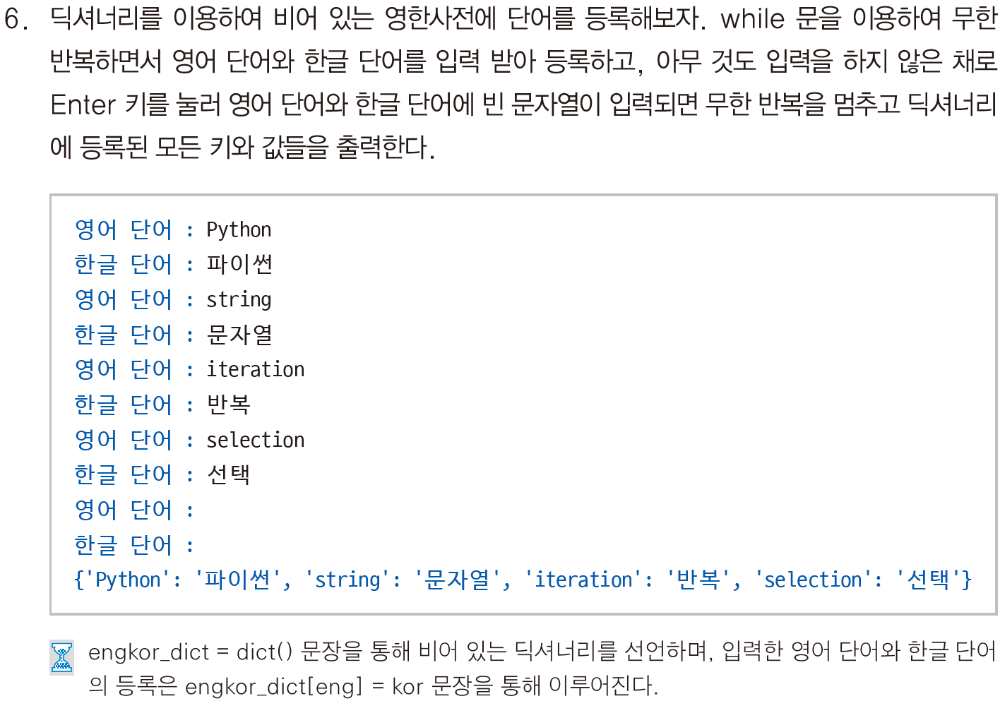 6. 딕셔너리를 이용하여 비어 있는 영한사전에 단어를 등록해보자. while 문을 이용하여 무한
반복하면서 영어 단어와 한글 단어를 입력 받아 등록하고, 아무 것도 입력을 하지 않은 채로
Enter 키를 눌러 영어 단어와 한글 단어에 빈 문자열이 입력되면 무한 반복을 멈추고 딕셔너리
에 등록된 모든 키와 값들을 출력한다.
영어 단어 : Python
한글 단어 : 파이썬
영어 단어 : string
한글 단어 : 문자열
영어 단어 : iteration
한글 단어 : 반복
영어 단어 : selection
한글 단어 : 선택
영어 단어 :
한글 단어 :
{'Python': '파이썬', 'string': '문자열', 'iteration': '반복', 'selection': '선택'}
engkor_dict = dict() 문장을 통해 비어 있는 딕셔너리를 선언하며, 입력한 영어 단어와 한글 단어
의 등록은 engkor_dict[eng] = kor 문장을 통해 이루어진다.